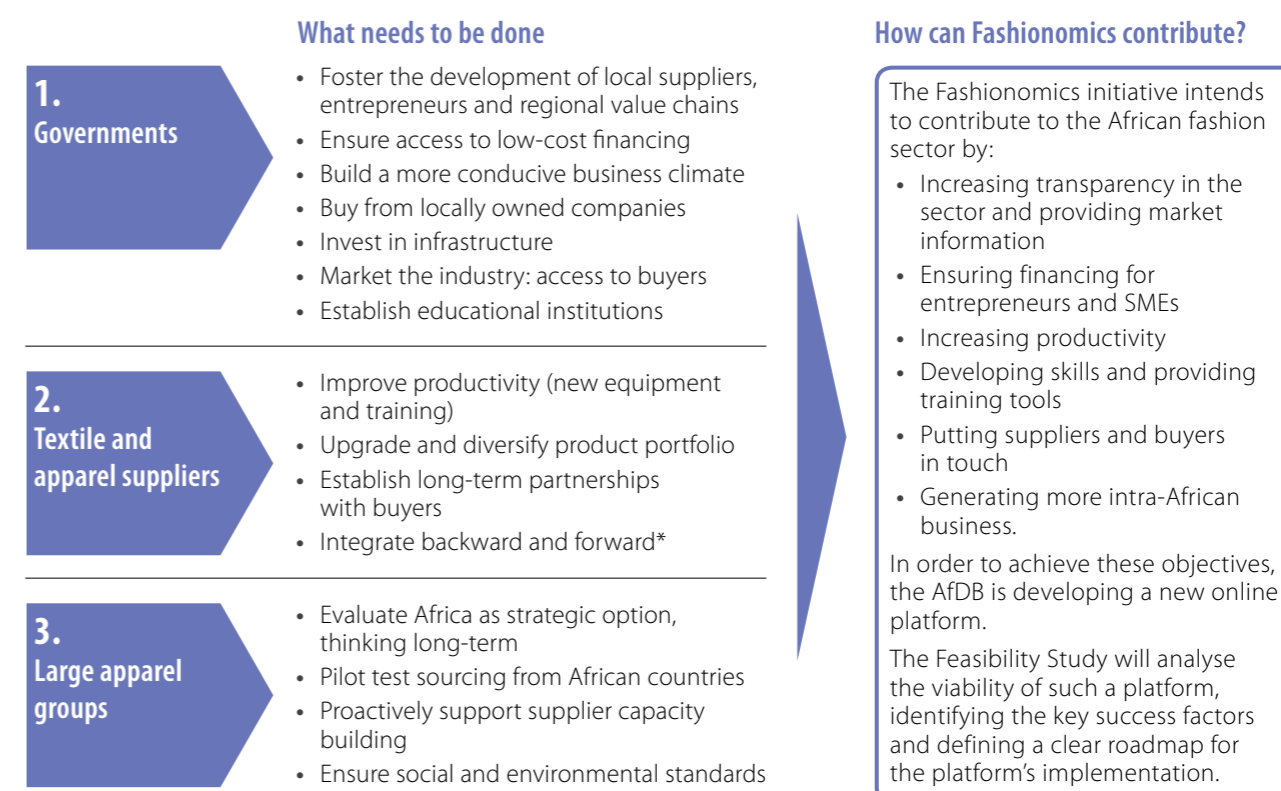 What needs to be done
1.
Governments
• Foster the development of local suppliers,
entrepreneurs and regional value chains
• Ensure access to low-cost financing
• Build a more conducive business climate
• Buy from locally owned companies
• Invest in infrastructure
• Market the industry: access to buyers
• Establish educational institutions
2.
Textile and
apparel suppliers
• Improve productivity (new equipment
and training)
• Upgrade and diversify product portfolio
• Establish long-term partnerships
with buyers
• Integrate backward and forward*
3.
Large apparel
groups
• Evaluate Africa as strategic option,
thinking long-term
• Pilot test sourcing from African countries
• Proactively support supplier capacity
building
• Ensure social and environmental standards
How can Fashionomics contribute?
The Fashionomics initiative intends
to contribute to the African fashion
sector by:
• Increasing transparency in the
sector and providing market
information
• Ensuring financing for
entrepreneurs and SMEs
• Increasing productivity
• Developing skills and providing
training tools
• Putting suppliers and buyers
in touch
• Generating more intra-African
business.
In order to achieve these objectives,
the AfDB is developing a new online
platform.
The Feasibility Study will analyse
the viability of such a platform,
identifying the key success factors
and defining a clear roadmap for
the platform's implementation.